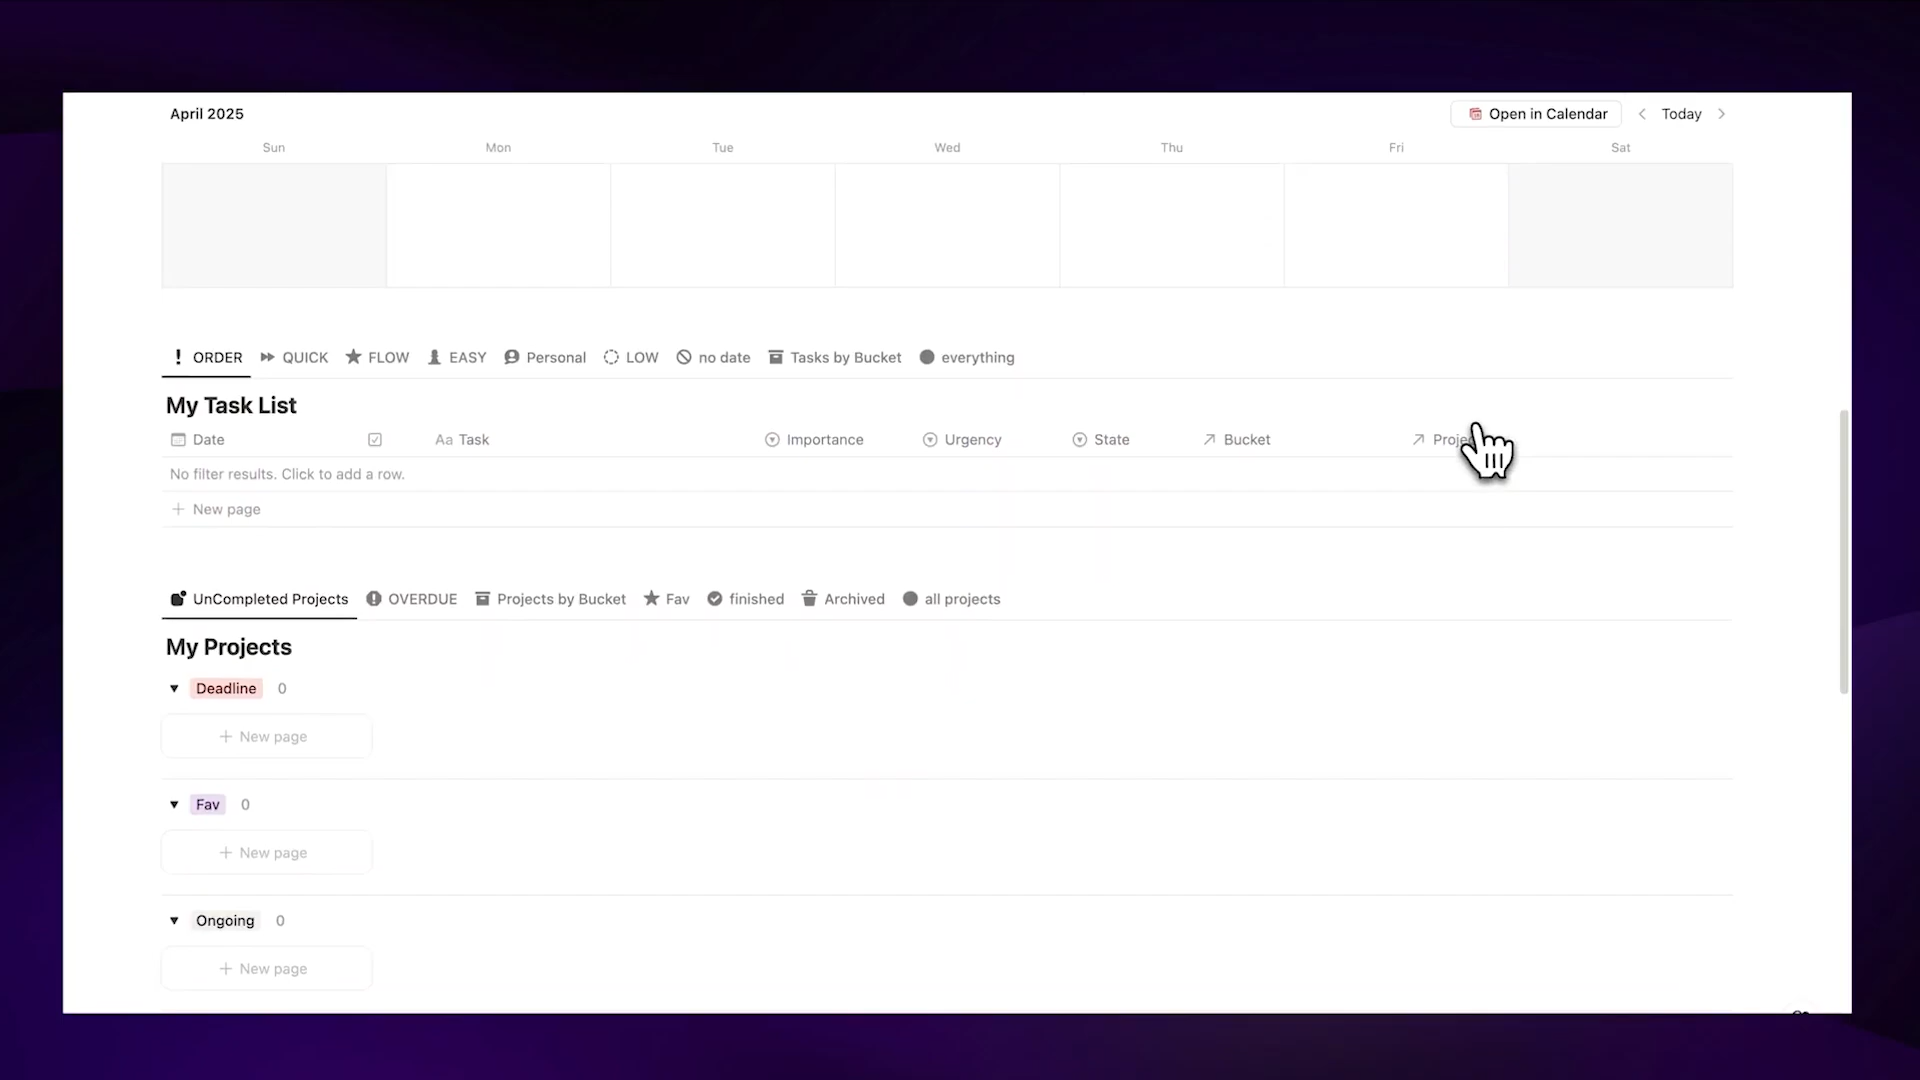 April 2025 Open in Calendar Today
Sun Mon Tue Wed Thu Fri Sat
ORDER QUICK FLOW EASY Personal LOW no date Tasks by Bucket everything
My Task List
Date Aa Task Importance Urgency State Bucket
No filter results. Click to add a row.
+ New page
UnCompleted Projects OVERDUE Projects by Bucket Fav finished Archived all projects
My Projects
Deadline 0
+ New page
Fav 0
+ New page
Ongoing 0
+ New page